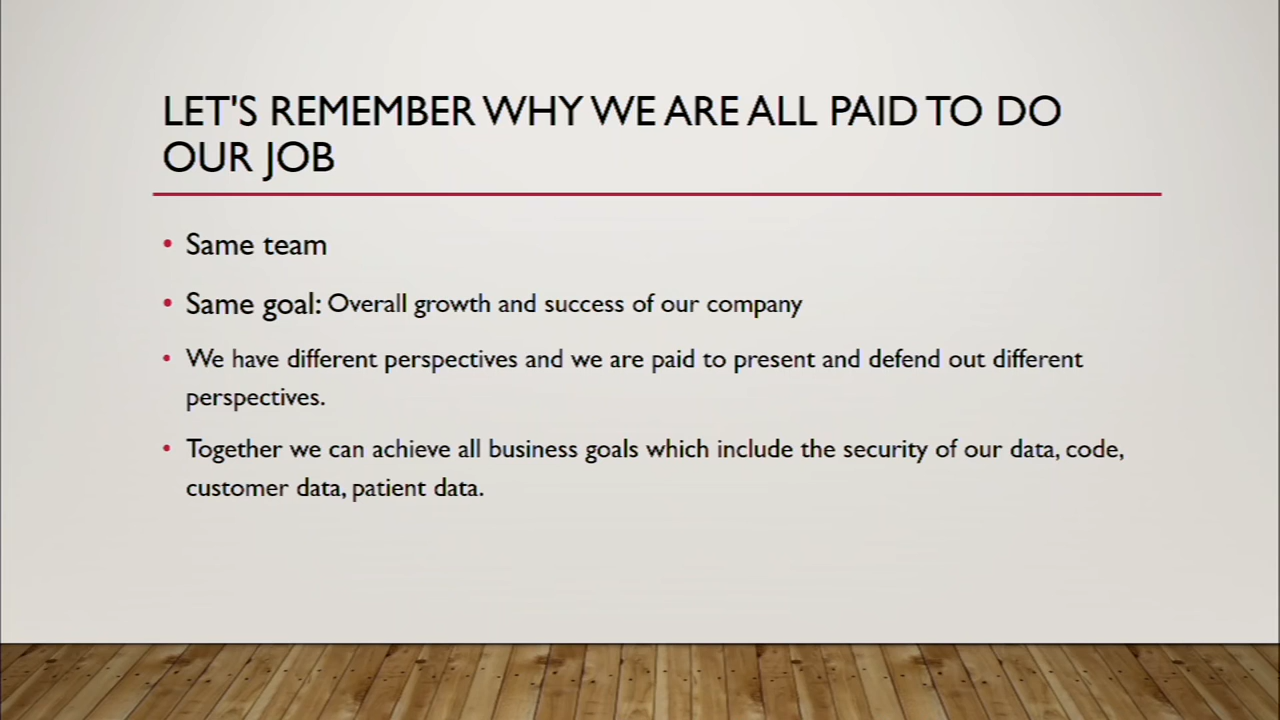 LET'S REMEMBER WHY WE ARE ALL PAID TO DO
OUR JOB
• Same team
• Same goal: Overall growth and success of our company
• We have different perspectives and we are paid to present and defend out different
perspectives.
• Together we can achieve all business goals which include the security of our data, code,
customer data, patient data.